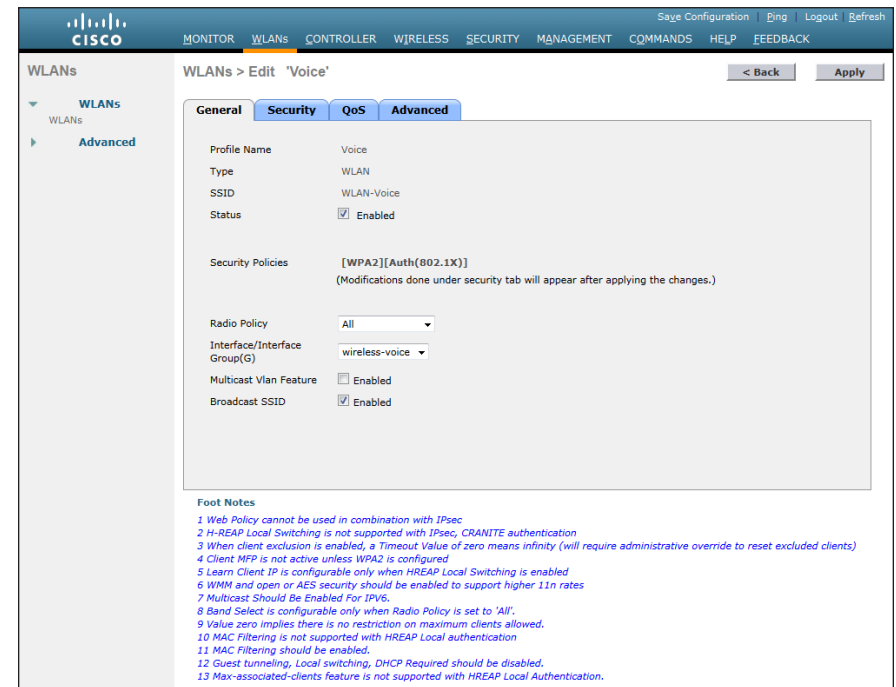 Save Configuration | Ping | Logout | Refresh
CISCO
MONITOR WLANs CONTROLLER WIRELESS SECURITY MANAGEMENT COMMANDS HELP FEEDBACK
WLANs
WLANs > Edit 'Voice'
< Back
Apply
WLANs
WLANs
Advanced
General Security QoS Advanced
Profile Name Voice
Type WLAN
SSID WLAN-Voice
Status Enabled
Security Policies [WPA2][Auth(802.1X)]
(Modifications done under security tab will appear after applying the changes.)
Radio Policy All
Interface/Interface
Group(G) wireless-voice
Multicast Vlan Feature Enabled
Broadcast SSID Enabled
Foot Notes
1 Web Policy cannot be used in combination with IPsec
2 H-REAP Local Switching is not supported with IPsec, CRANITE authentication
3 When client exclusion is enabled, a Timeout Value of zero means infinity (will require administrative override to reset excluded clients)
4 Client MFP is not active unless WPA2 is configured
5 Learn Client IP is configurable only when HREAP Local Switching is enabled
6 WMM and open or AES security should be enabled to support higher 11n rates
7 Multicast Should Be Enabled For IPV6.
8 Band Select is configurable only when Radio Policy is set to 'All'.
9 Value zero implies there is no restriction on maximum clients allowed.
10 MAC Filtering is not supported with HREAP Local authentication
11 MAC Filtering should be enabled.
12 Guest tunneling, Local switching, DHCP Required should be disabled.
13 Max-associated-clients feature is not supported with HREAP Local Authentication.